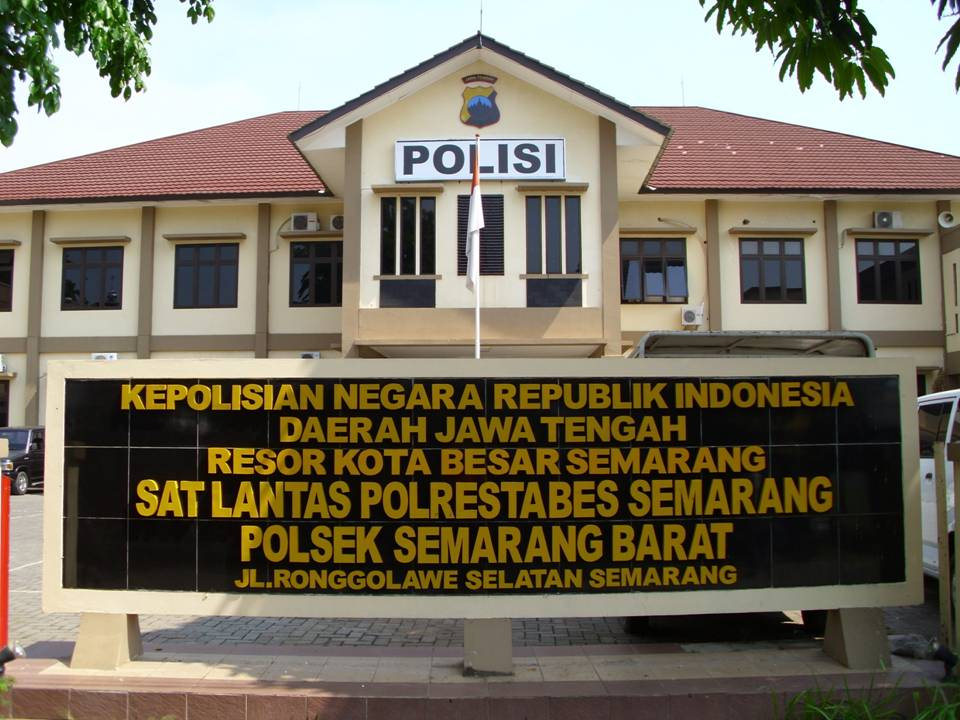 POLISI
KEPOLISIAN NEGARA REPUBLIK INDONESIA
DAERAH JAWA TENGAH
RESOR KOTA BESAR SEMARANG
SAT LANTAS POLRESTABES SEMARANG
POLSEK SEMARANG BARAT
JL.RONGGOLAWE SELATAN SEMARANG